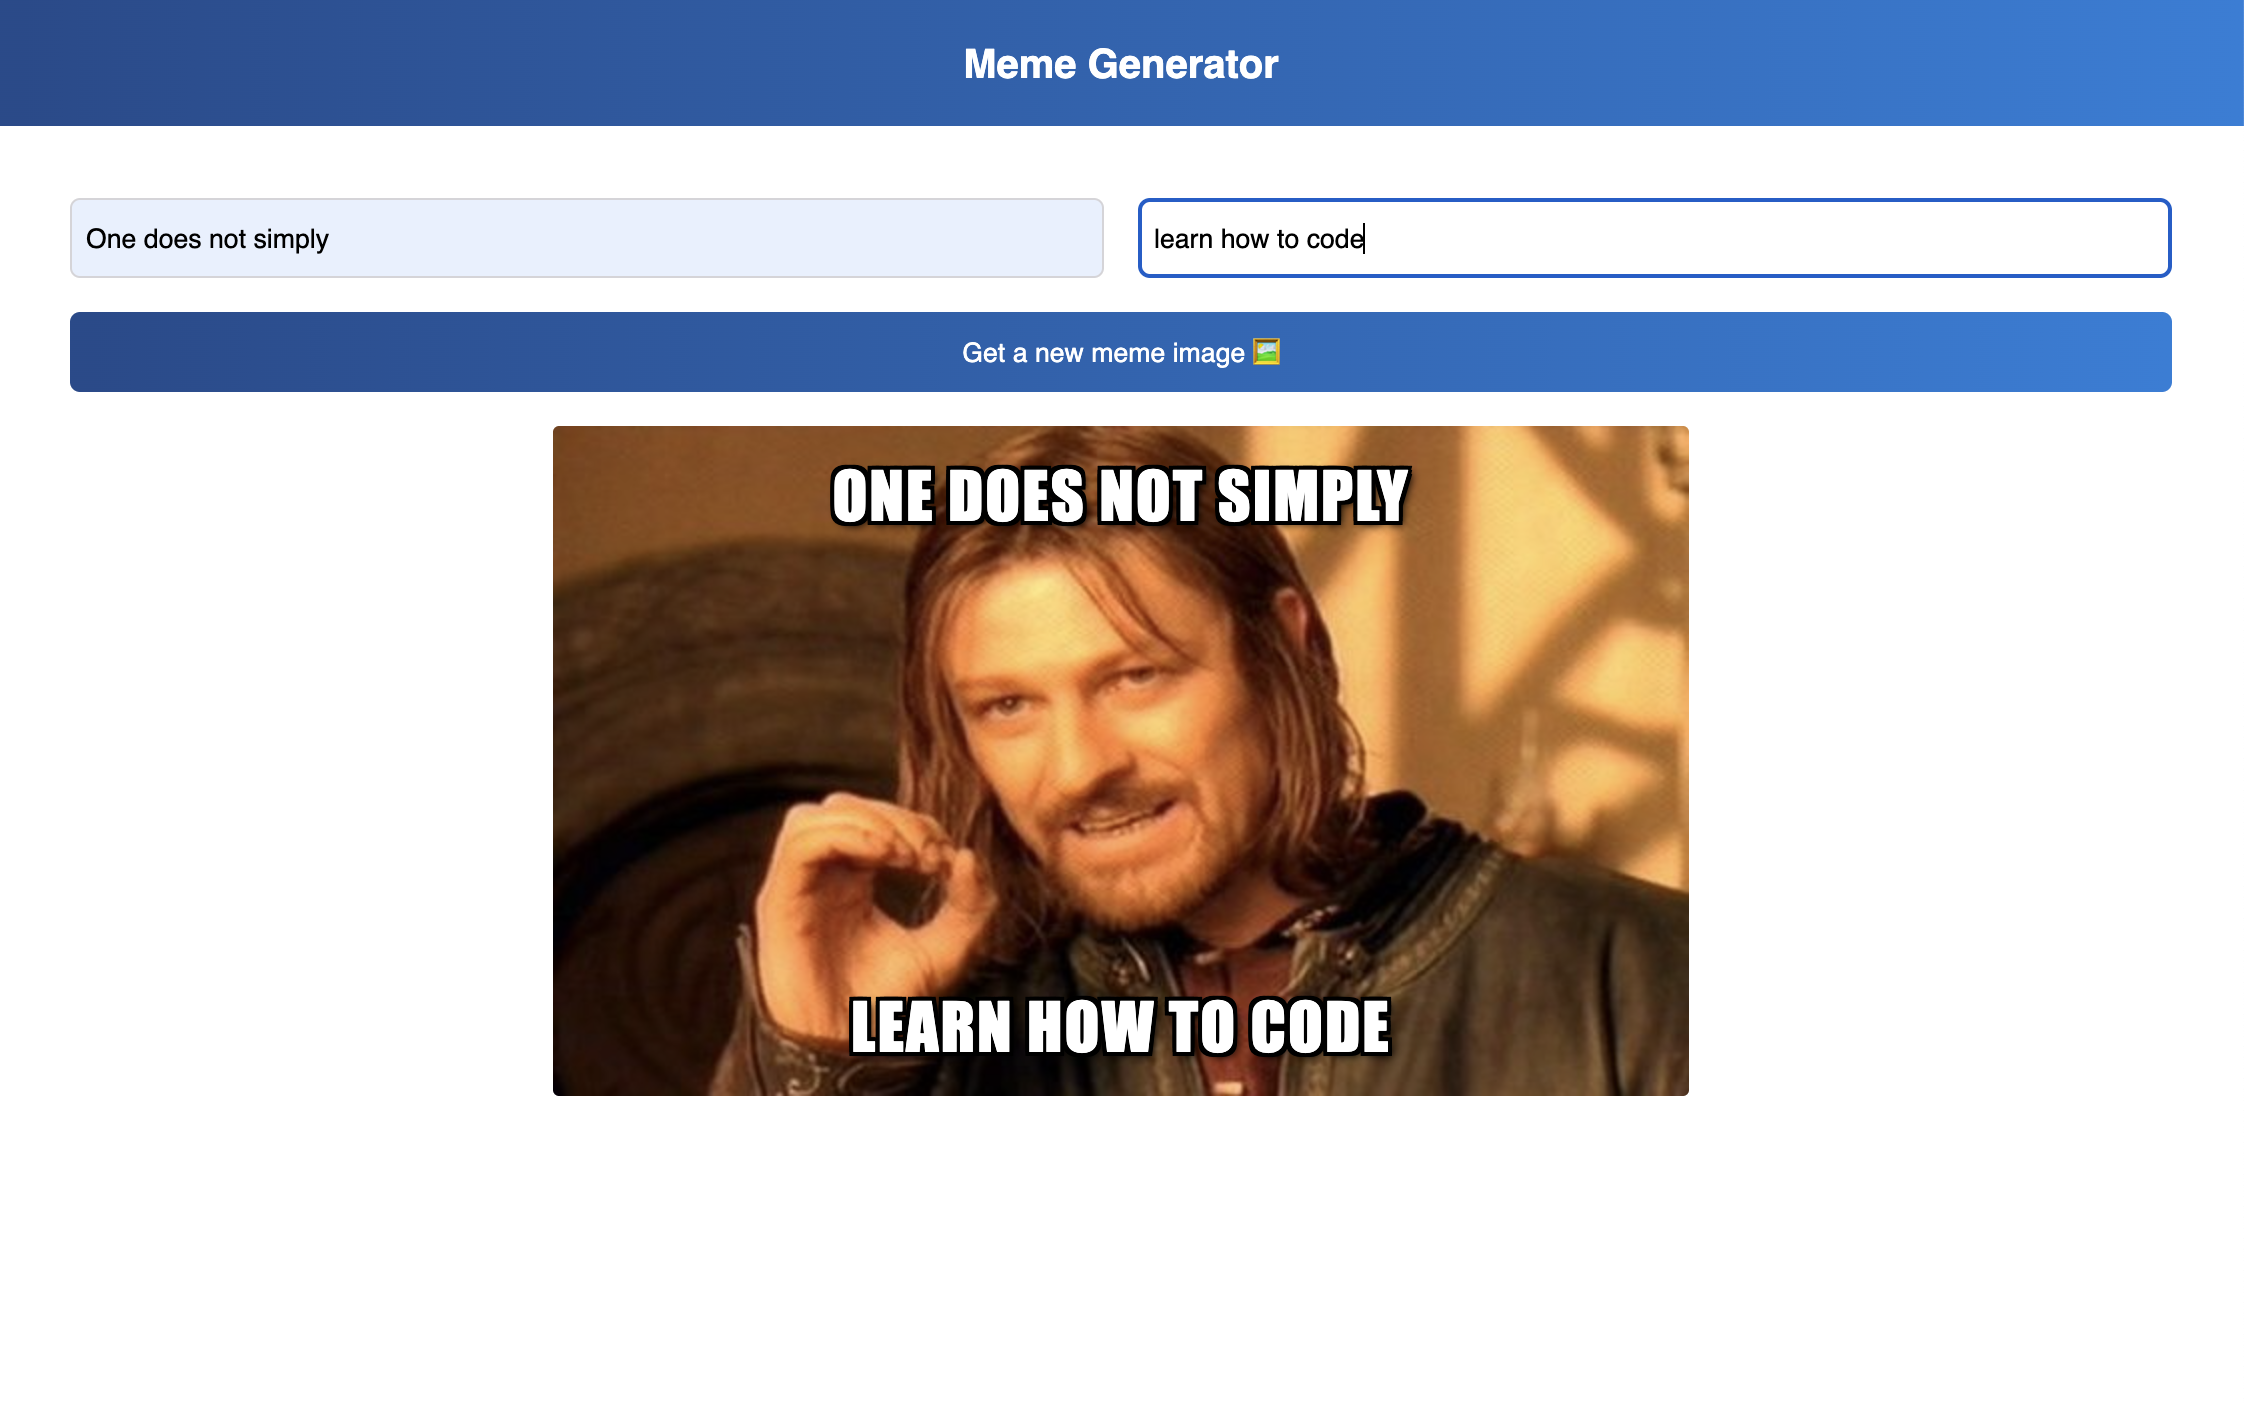 Meme Generator
One does not simply
learn how to code
Get a new meme image 🖼️
ONE DOES NOT SIMPLY
LEARN HOW TO CODE